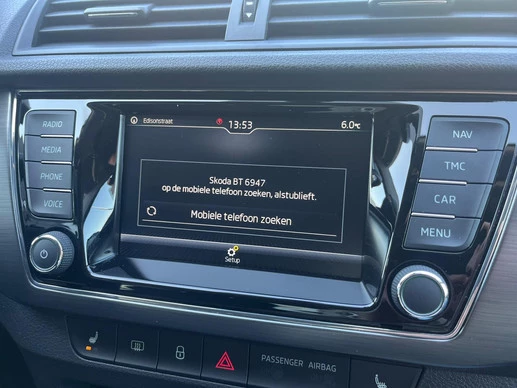 Edisonstraat 13:53 6.0°C
RADIO
MEDIA
PHONE
VOICE
Skoda BT 6947
op de mobiele telefoon zoeken, alstublieft.
Mobiele telefoon zoeken
Setup
NAV
TMC
CAR
MENU
PASSENGER AIRBAG